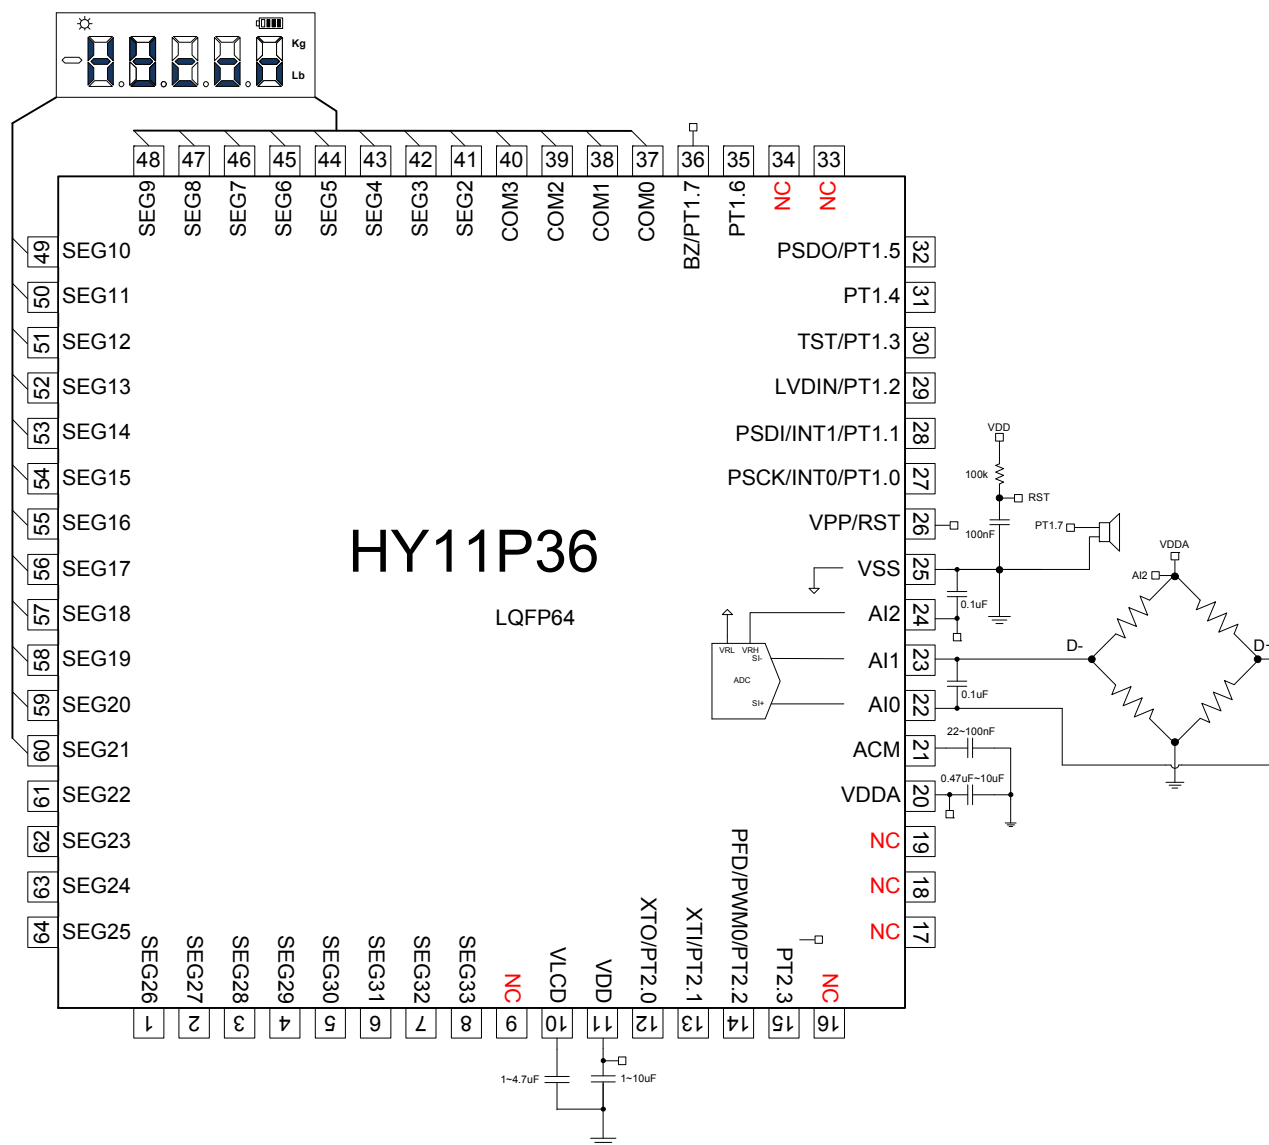 Kg
Lb
48 47 46 45 44 43 42 41 40 39 38 37 36 35 34 33
SEG9 SEG8 SEG7 SEG6 SEG5 SEG4 SEG3 SEG2 COM3 COM2 COM1 COM0 BZ/PT1.7 PT1.6 NC NC
49 SEG10 PSDO/PT1.5 32
50 SEG11 PT1.4 31
51 SEG12 TST/PT1.3 30
52 SEG13 LVDIN/PT1.2 29
53 SEG14 PSDI/INT1/PT1.1 28
54 SEG15 PSCK/INT0/PT1.0 27
55 SEG16 VPP/RST 26
56 SEG17 VSS 25
57 SEG18 AI2 24
58 SEG19 AI1 23
59 SEG20 AI0 22
60 SEG21 ACM 21
61 SEG22 VDDA 20
62 SEG23 NC 19
63 SEG24 NC 18
64 SEG25 NC 17
HY11P36
LQFP64
VRL VRH
SI-
ADC
SI+
VDD
100k
RST
100nF
PT1.7
0.1uF
VDDA
AI2
D- D+
0.1uF
22~100nF
0.47uF~10uF
SEG26 SEG27 SEG28 SEG29 SEG30 SEG31 SEG32 SEG33 NC VLCD VDD XTO/PT2.0 XTI/PT2.1 PFD/PWM0/PT2.2 PT2.3 NC
1 2 3 4 5 6 7 8 9 10 11 12 13 14 15 16
1~4.7uF 1~10uF